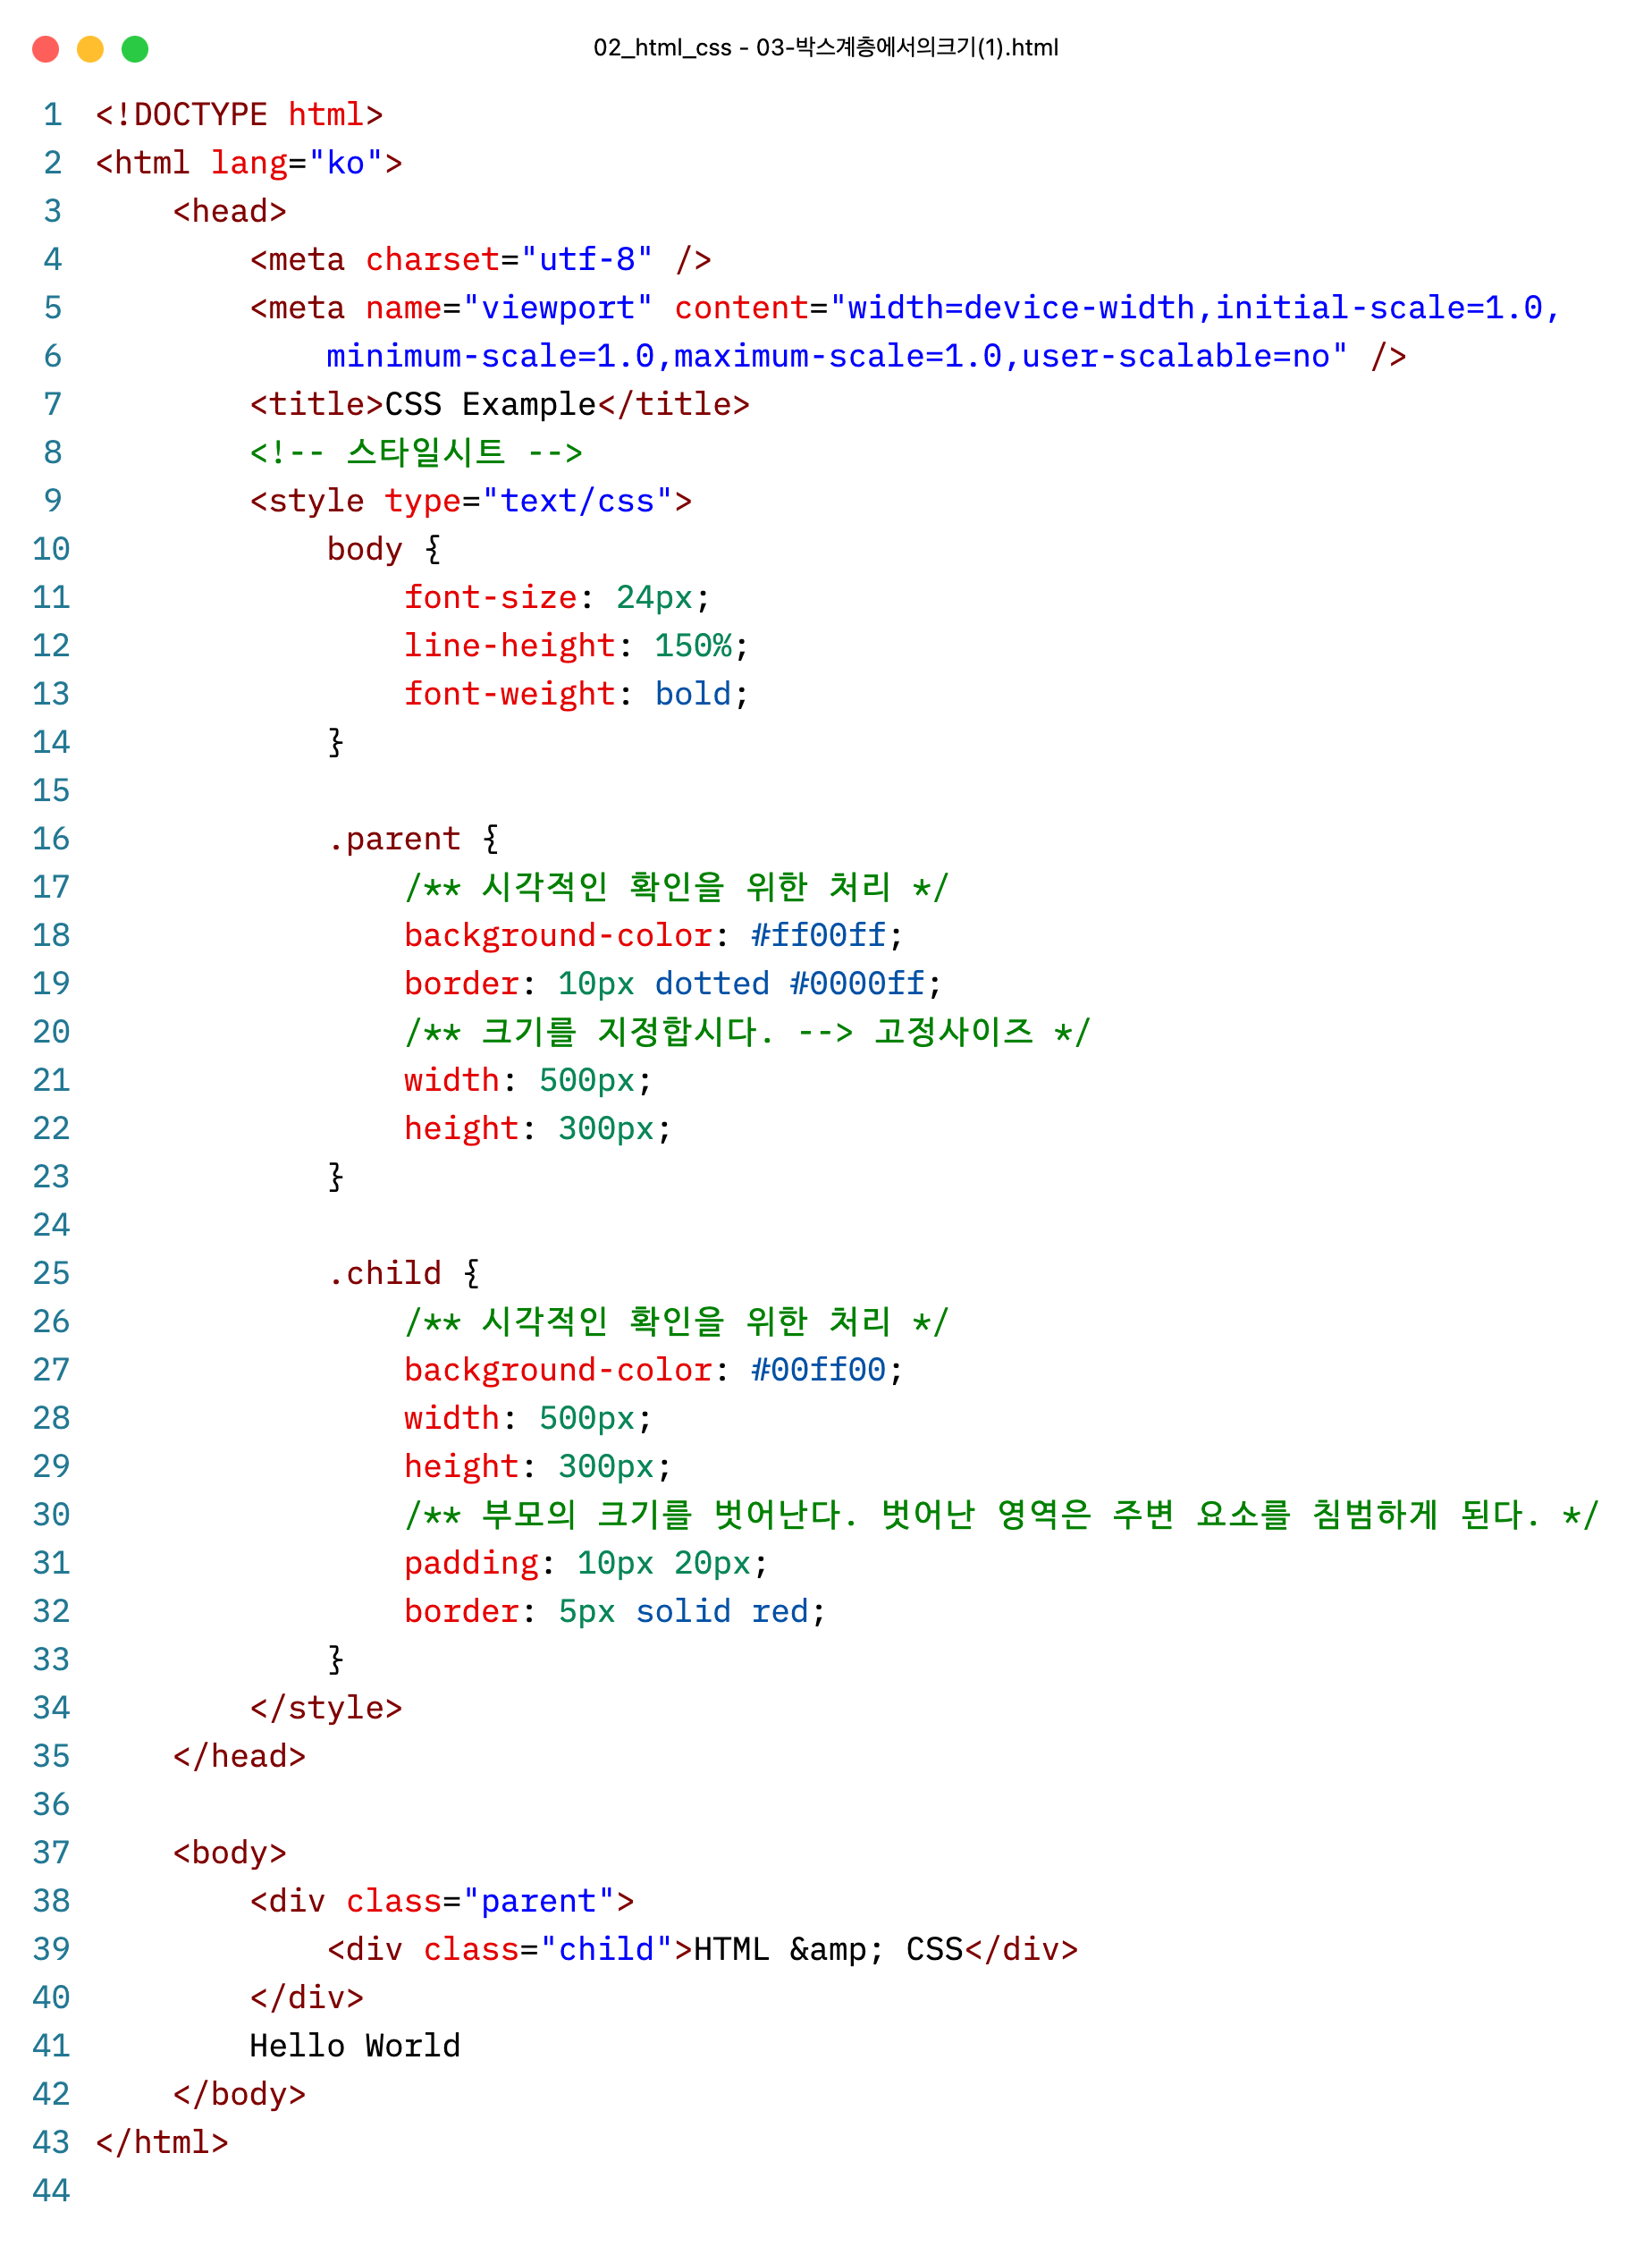 02_html_css - 03-박스계층에서의크기(1).html
1 <!DOCTYPE html>
2 <html lang="ko">
3     <head>
4         <meta charset="utf-8" />
5         <meta name="viewport" content="width=device-width,initial-scale=1.0,
6             minimum-scale=1.0,maximum-scale=1.0,user-scalable=no" />
7         <title>CSS Example</title>
8         <!-- 스타일시트 -->
9         <style type="text/css">
10             body {
11                 font-size: 24px;
12                 line-height: 150%;
13                 font-weight: bold;
14             }
15
16             .parent {
17                 /** 시각적인 확인을 위한 처리 */
18                 background-color: #ff00ff;
19                 border: 10px dotted #0000ff;
20                 /** 크기를 지정합시다. --> 고정사이즈 */
21                 width: 500px;
22                 height: 300px;
23             }
24
25             .child {
26                 /** 시각적인 확인을 위한 처리 */
27                 background-color: #00ff00;
28                 width: 500px;
29                 height: 300px;
30                 /** 부모의 크기를 벗어난다. 벗어난 영역은 주변 요소를 침범하게 된다. */
31                 padding: 10px 20px;
32                 border: 5px solid red;
33             }
34         </style>
35     </head>
36
37     <body>
38         <div class="parent">
39             <div class="child">HTML &amp; CSS</div>
40         </div>
41         Hello World
42     </body>
43 </html>
44